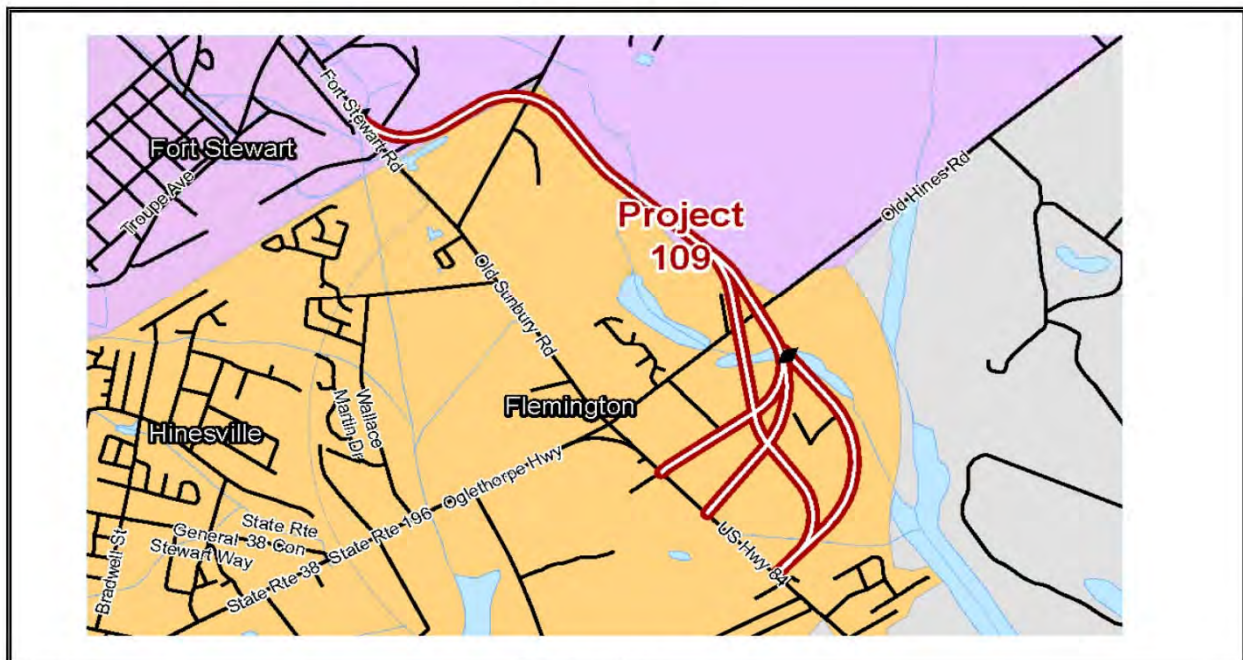 Fort Stewart Rd
Fort Stewart
Troupe Ave
Old Hines Rd
Project
109
Old Sunbury Rd
Flemington
Wallace
Martin Dr
Hinesville
Oglethorpe Hwy
State Rte 196
State Rte
General 38 Con
Stewart Way
State Rte 38
US Hwy 84
Bradwell St